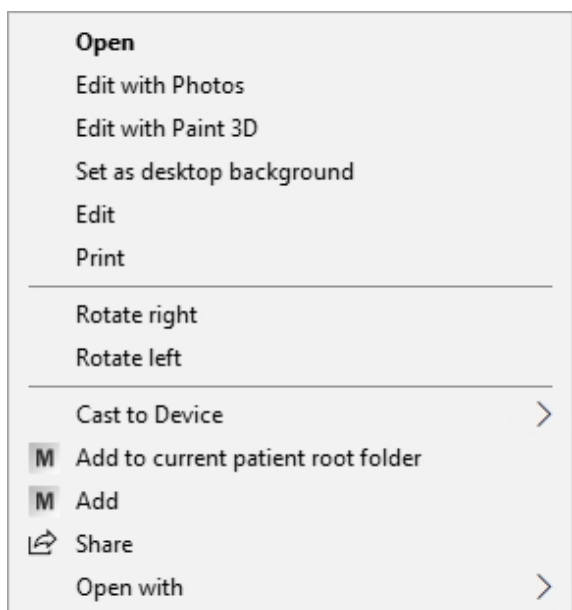 Open
Edit with Photos
Edit with Paint 3D
Set as desktop background
Edit
Print
Rotate right
Rotate left
Cast to Device
M Add to current patient root folder
M Add
Share
Open with